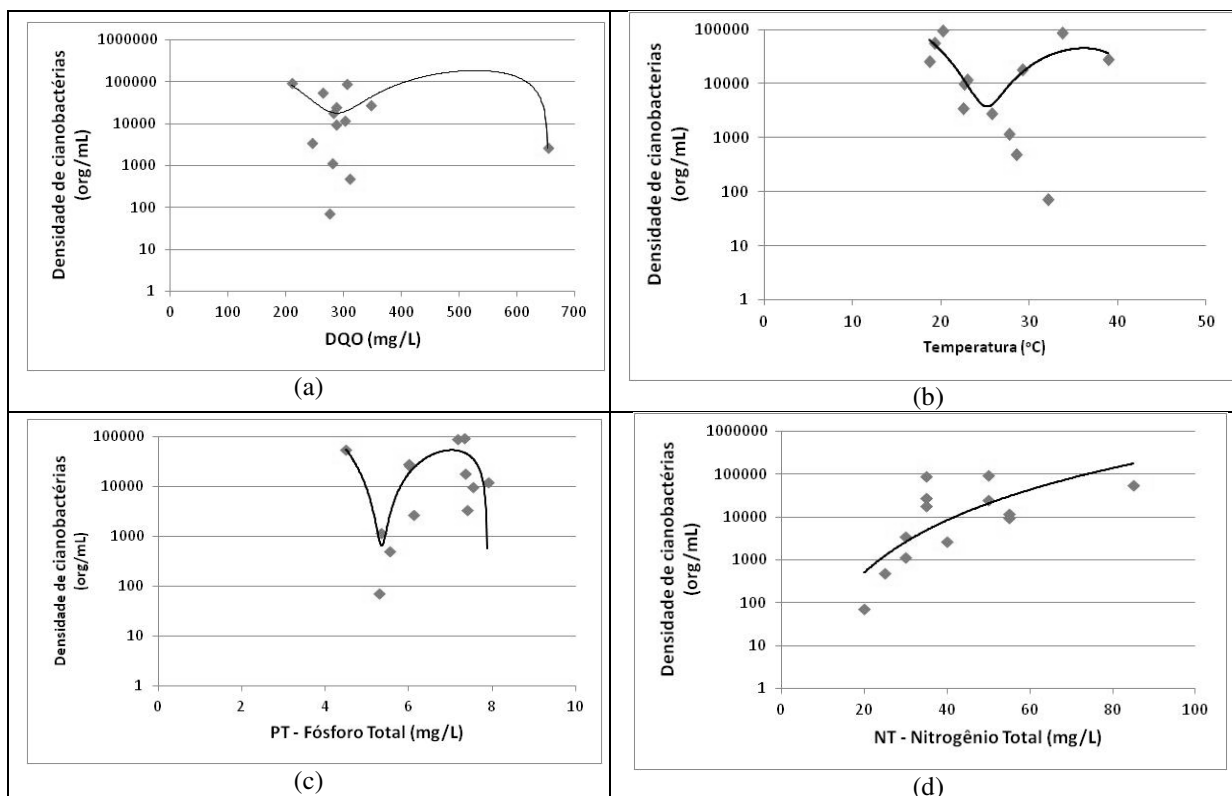 Densidade de cianobactérias
(org/mL)
1000000
100000
10000
1000
100
10
1
0 100 200 300 400 500 600 700
DQO (mg/L)
(a)
Densidade de cianobactérias
(org/mL)
100000
10000
1000
100
10
1
0 10 20 30 40 50
Temperatura (°C)
(b)
Densidade de cianobactérias
(org/mL)
100000
10000
1000
100
10
1
0 2 4 6 8 10
PT - Fósforo Total (mg/L)
(c)
Densidade de cianobactérias
(org/mL)
1000000
100000
10000
1000
100
10
1
0 20 40 60 80 100
NT - Nitrogênio Total (mg/L)
(d)